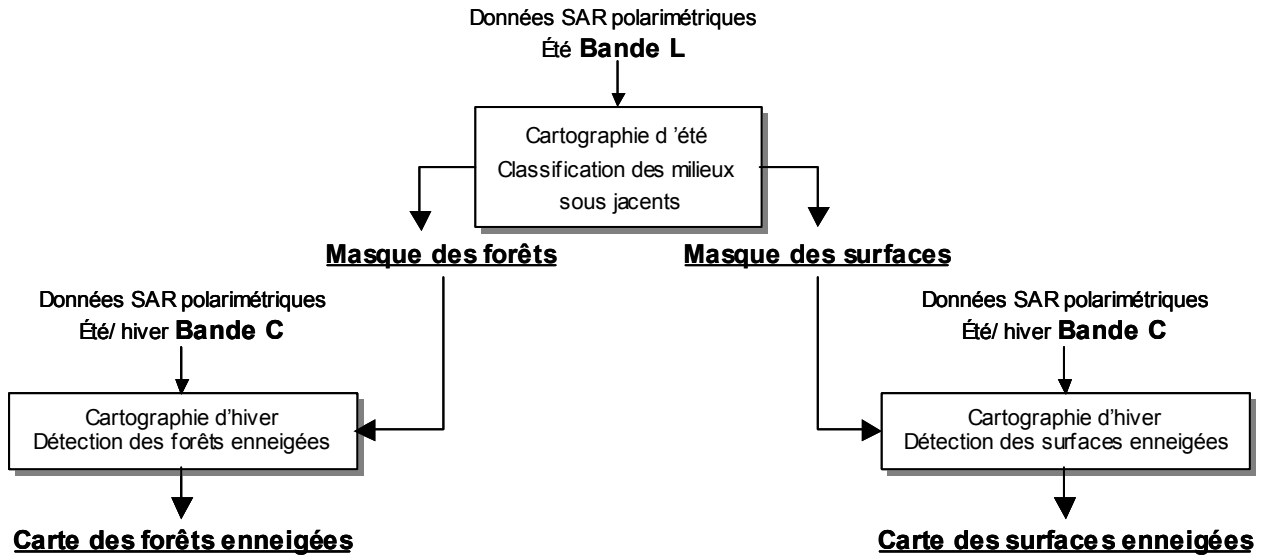 Données SAR polarimétriques
Été Bande L
Cartographie d 'été
Classification des milieux
sous jacents
Masque des forêts
Masque des surfaces
Données SAR polarimétriques
Été/ hiver Bande C
Données SAR polarimétriques
Été/ hiver Bande C
Cartographie d'hiver
Détection des forêts enneigées
Cartographie d'hiver
Détection des surfaces enneigées
Carte des forêts enneigées
Carte des surfaces enneigées